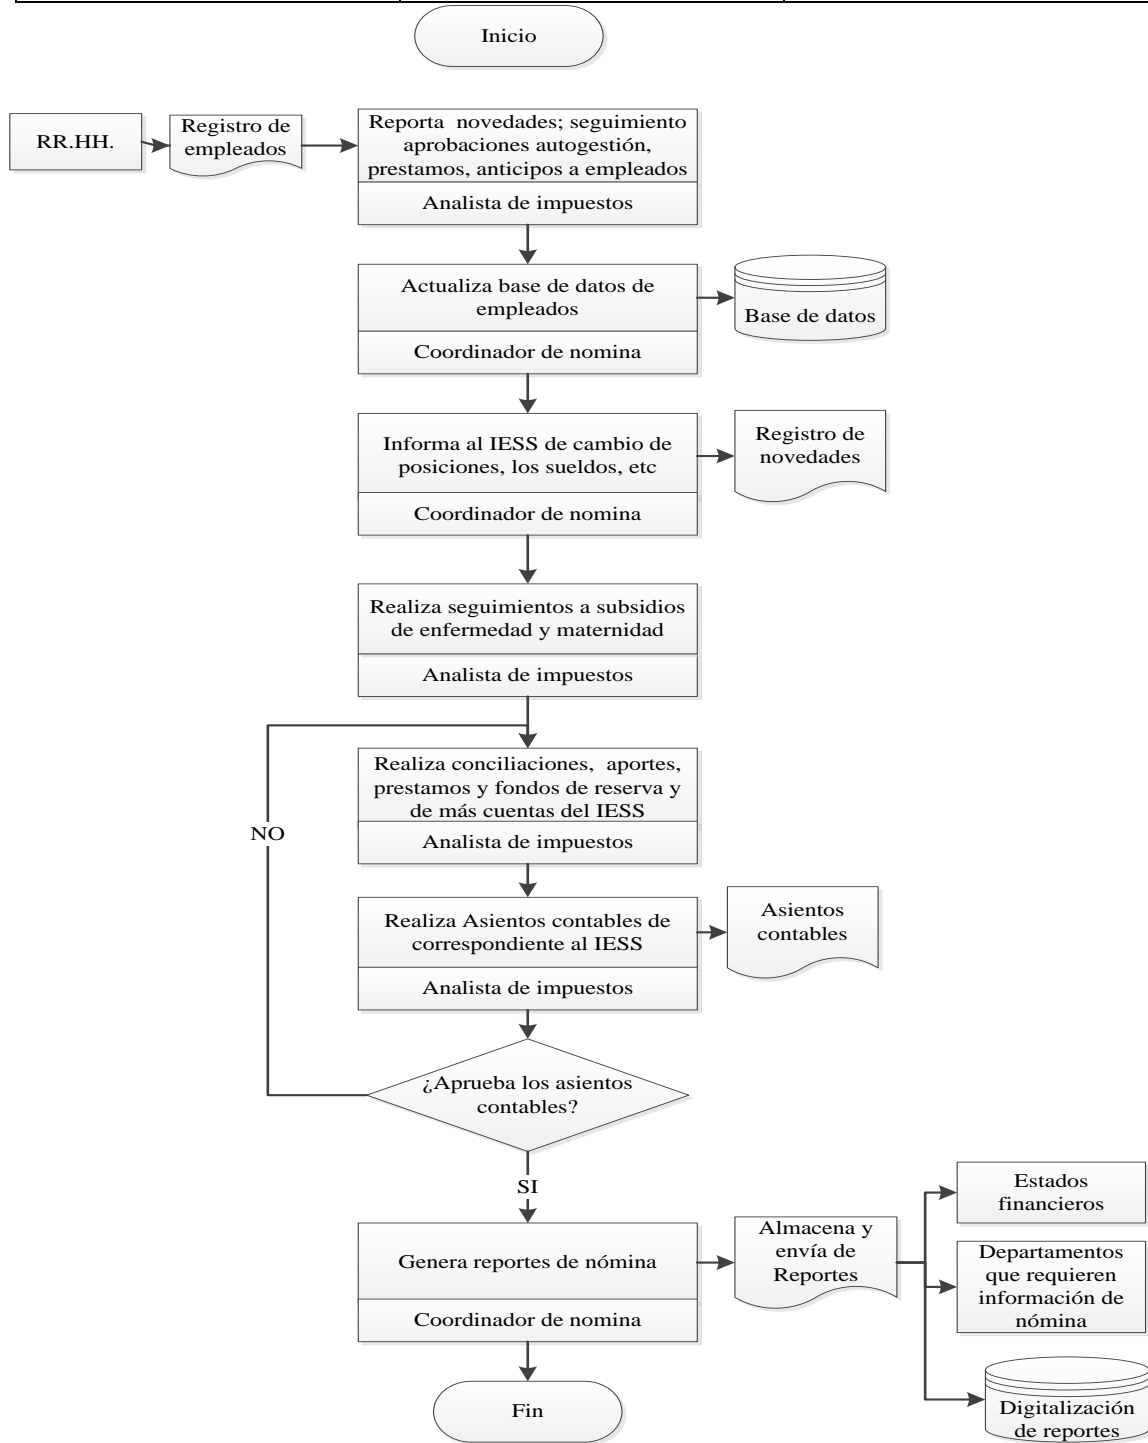 Inicio
RR.HH.
Registro de
empleados
Reporta novedades; seguimiento
aprobaciones autogestión,
prestamos, anticipos a empleados
Analista de impuestos
Actualiza base de datos de
empleados
Coordinador de nomina
Base de datos
Informa al IESS de cambio de
posiciones, los sueldos, etc
Coordinador de nomina
Registro de
novedades
Realiza seguimientos a subsidios
de enfermedad y maternidad
Analista de impuestos
Realiza conciliaciones, aportes,
prestamos y fondos de reserva y
de más cuentas del IESS
Analista de impuestos
NO
Realiza Asientos contables de
correspondiente al IESS
Analista de impuestos
Asientos
contables
¿Aprueba los asientos
contables?
SI
Genera reportes de nómina
Coordinador de nomina
Almacena y
envía de
Reportes
Estados
financieros
Departamentos
que requieren
información de
nómina
Digitalización
de reportes
Fin